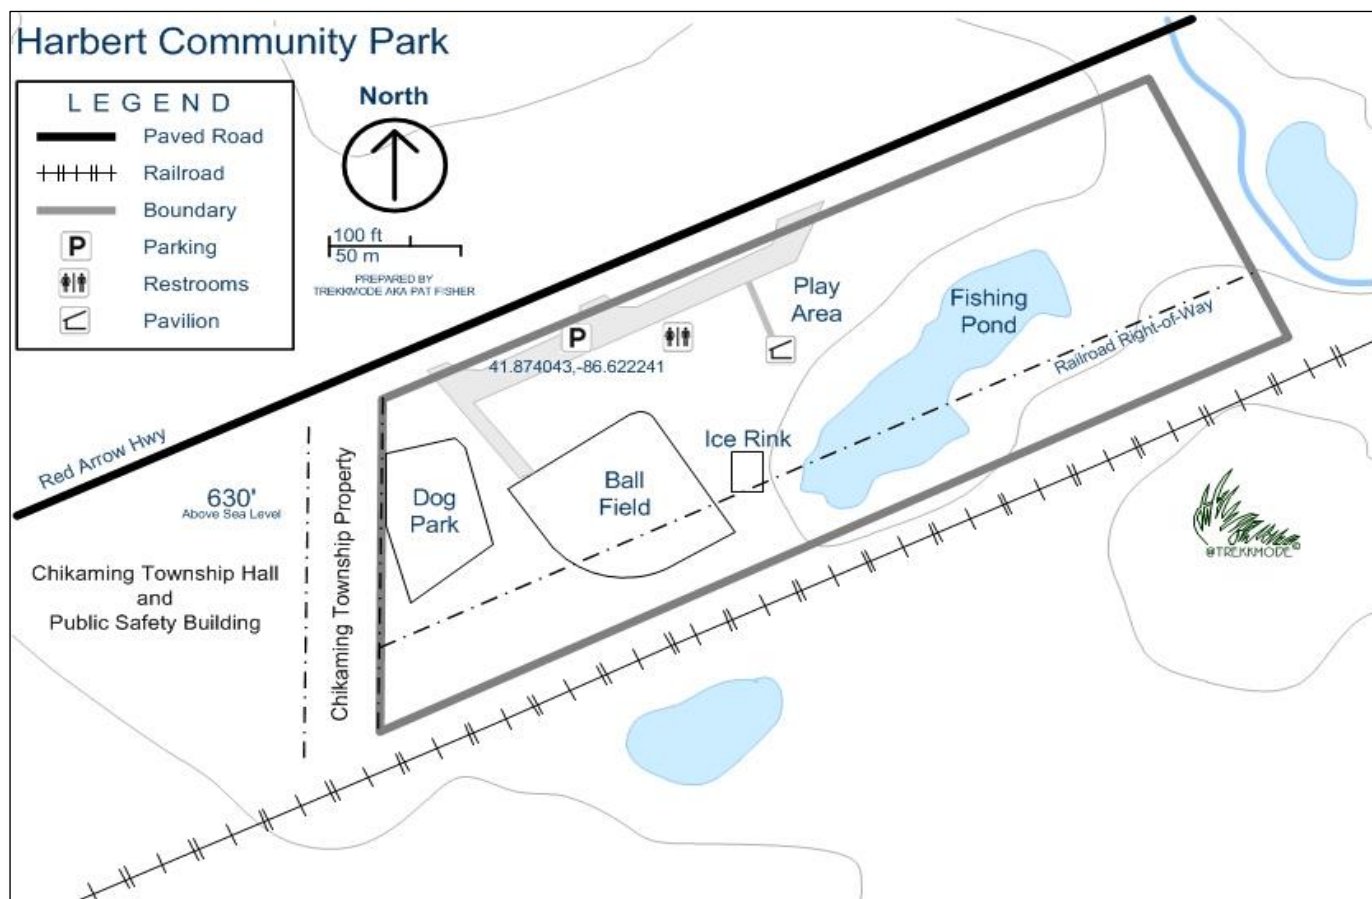 Harbert Community Park
LEGEND
Paved Road
Railroad
Boundary
P
Parking
Restrooms
Pavilion
North
100 ft
50 m
PREPARED BY
TREKKMODE AKA PAT FISHER
Play
Area
Fishing
Pond
Railroad Right-of-Way
P
41.874043,-86.622241
Ice Rink
Red Arrow Hwy
Ball
Field
Dog
Park
630'
Above Sea Level
Chikaming Township Property
Chikaming Township Hall
and
Public Safety Building
@TREKKMODE©